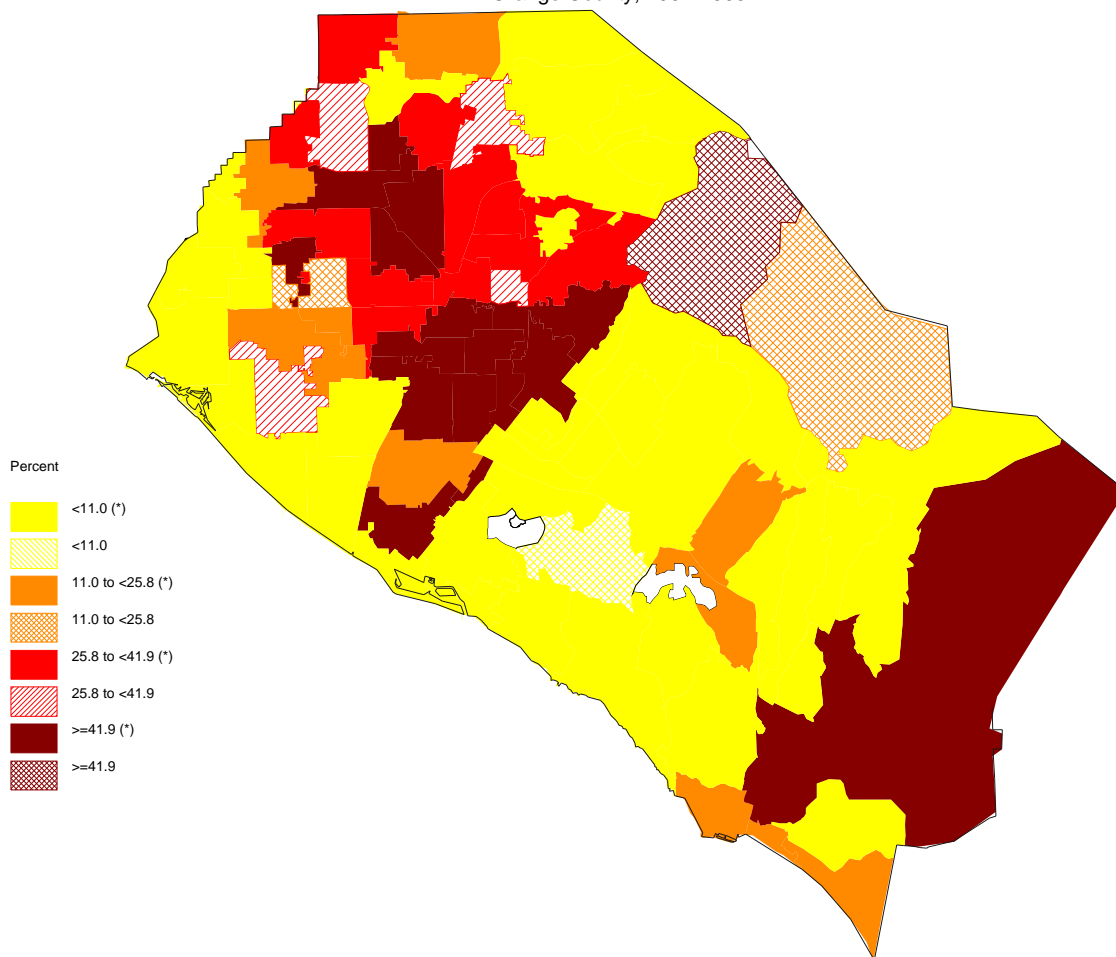 Percent
<11.0 (*)
<11.0
11.0 to <25.8 (*)
11.0 to <25.8
25.8 to <41.9 (*)
25.8 to <41.9
>=41.9 (*)
>=41.9